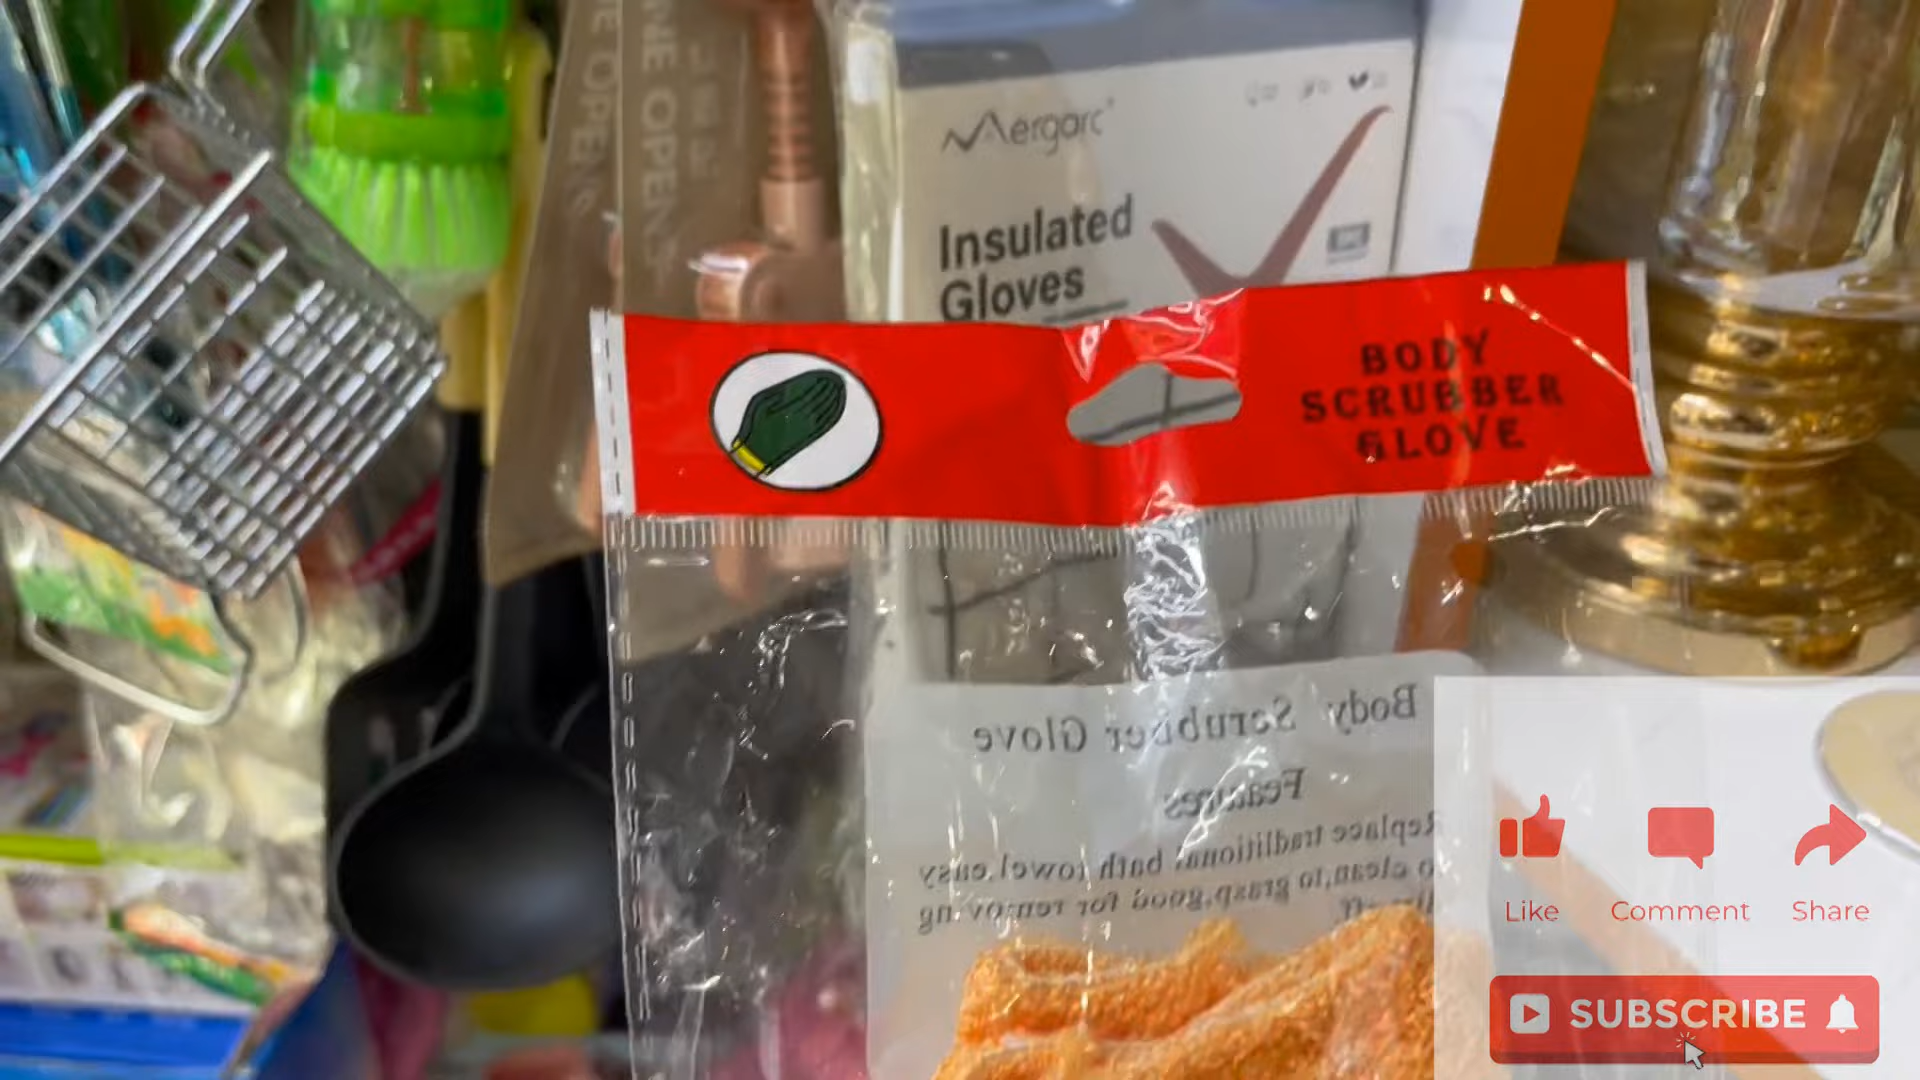 Mergarc
Insulated
Gloves
BODY
SCRUBBER
GLOVE
Body Scrubber Glove
Features
Replace traditional bath towel,easy
to clean,to grasp,good for removing
Like
Comment
Share
SUBSCRIBE